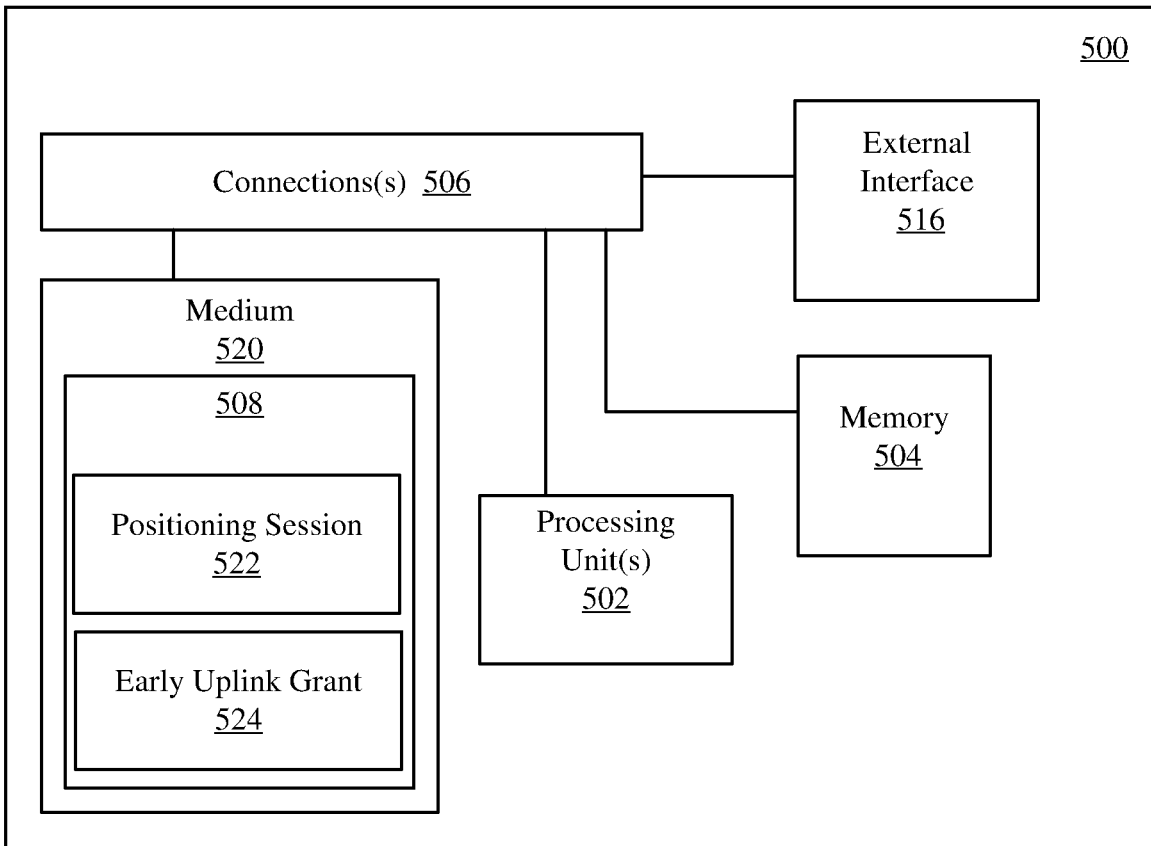 500
Connections(s) 506
External
Interface
516
Medium
520
508
Positioning Session
522
Early Uplink Grant
524
Processing
Unit(s)
502
Memory
504